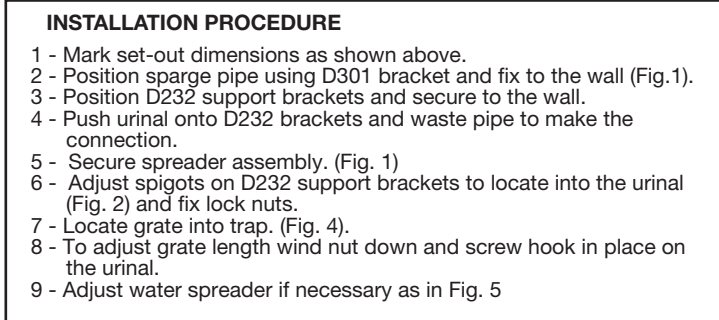 INSTALLATION PROCEDURE
1 - Mark set-out dimensions as shown above.
2 - Position sparge pipe using D301 bracket and fix to the wall (Fig.1).
3 - Position D232 support brackets and secure to the wall.
4 - Push urinal onto D232 brackets and waste pipe to make the
connection.
5 - Secure spreader assembly. (Fig. 1)
6 - Adjust spigots on D232 support brackets to locate into the urinal
(Fig. 2) and fix lock nuts.
7 - Locate grate into trap. (Fig. 4).
8 - To adjust grate length wind nut down and screw hook in place on
the urinal.
9 - Adjust water spreader if necessary as in Fig. 5